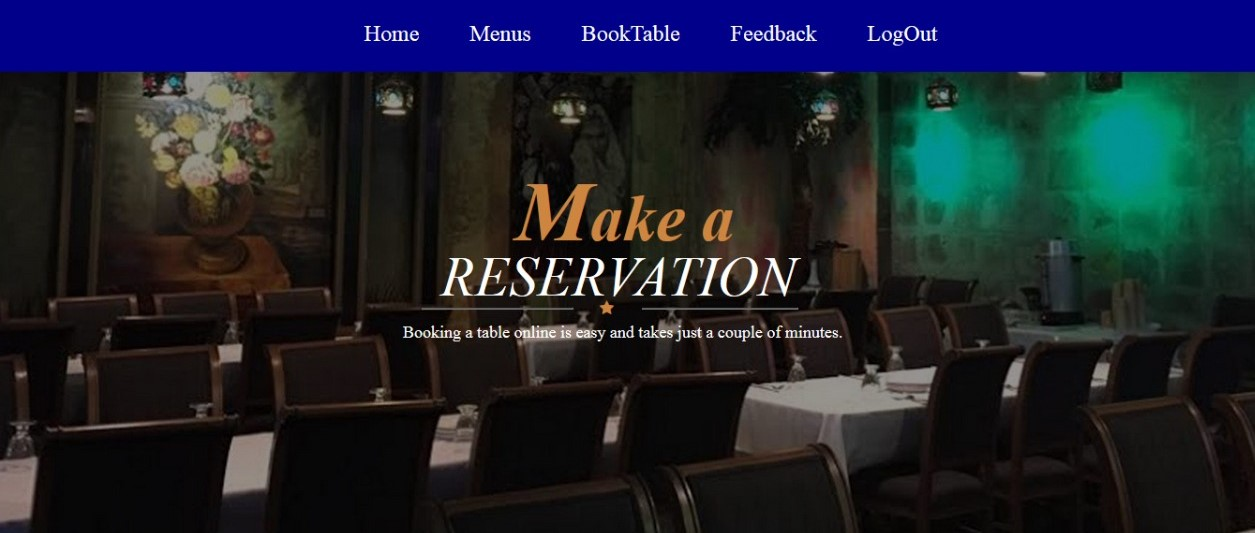 Home Menus BookTable Feedback LogOut
Make a
RESERVATION
Booking a table online is easy and takes just a couple of minutes.